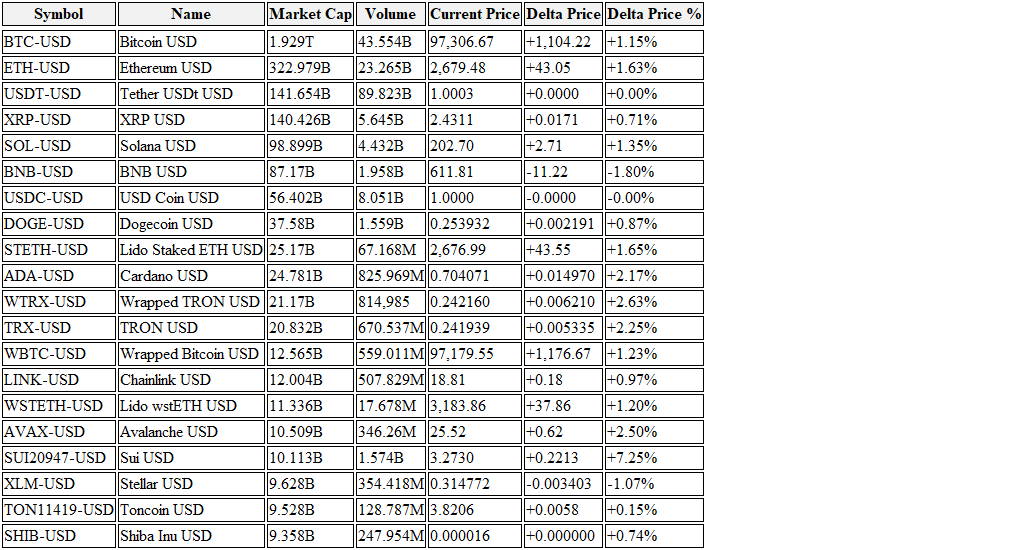 Symbol Name Market Cap Volume Current Price Delta Price Delta Price %
BTC-USD Bitcoin USD 1.929T 43.554B 97,306.67 +1,104.22 +1.15%
ETH-USD Ethereum USD 322.979B 23.265B 2,679.48 +43.05 +1.63%
USDT-USD Tether USDt USD 141.654B 89.823B 1.0003 +0.0000 +0.00%
XRP-USD XRP USD 140.426B 5.645B 2.4311 +0.0171 +0.71%
SOL-USD Solana USD 98.899B 4.432B 202.70 +2.71 +1.35%
BNB-USD BNB USD 87.17B 1.958B 611.81 -11.22 -1.80%
USDC-USD USD Coin USD 56.402B 8.051B 1.0000 -0.0000 -0.00%
DOGE-USD Dogecoin USD 37.58B 1.559B 0.253932 +0.002191 +0.87%
STETH-USD Lido Staked ETH USD 25.17B 67.168M 2,676.99 +43.55 +1.65%
ADA-USD Cardano USD 24.781B 825.969M 0.704071 +0.014970 +2.17%
WTRX-USD Wrapped TRON USD 21.17B 814,985 0.242160 +0.006210 +2.63%
TRX-USD TRON USD 20.832B 670.537M 0.241939 +0.005335 +2.25%
WBTC-USD Wrapped Bitcoin USD 12.565B 559.011M 97,179.55 +1,176.67 +1.23%
LINK-USD Chainlink USD 12.004B 507.829M 18.81 +0.18 +0.97%
WSTETH-USD Lido wstETH USD 11.336B 17.678M 3,183.86 +37.86 +1.20%
AVAX-USD Avalanche USD 10.509B 346.26M 25.52 +0.62 +2.50%
SUI20947-USD Sui USD 10.113B 1.574B 3.2730 +0.2213 +7.25%
XLM-USD Stellar USD 9.628B 354.418M 0.314772 -0.003403 -1.07%
TON11419-USD Toncoin USD 9.528B 128.787M 3.8206 +0.0058 +0.15%
SHIB-USD Shiba Inu USD 9.358B 247.954M 0.000016 +0.000000 +0.74%